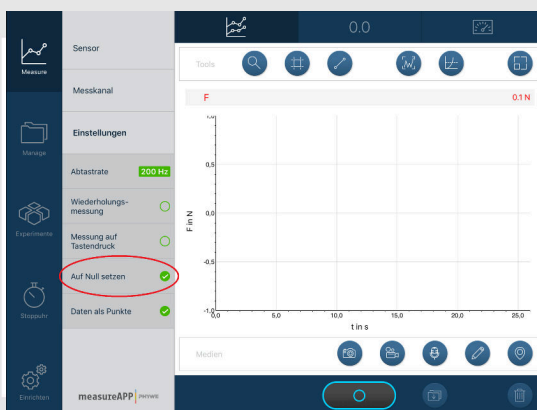 0.0
Sensor
Measure
Tools
Messkanal
F
0.1 N
1,0
Einstellungen
Manage
Abtastrate
200 Hz
0,5
Wiederholungs-
messung
Experimente
0,0
F in N
Messung auf
Tastendruck
Auf Null setzen
-0,5
Stoppuhr
Daten als Punkte
-1,0
0,0
5,0
10,0
15,0
20,0
25,0
t in s
Medien
Einrichten
measureAPP
PHYWE